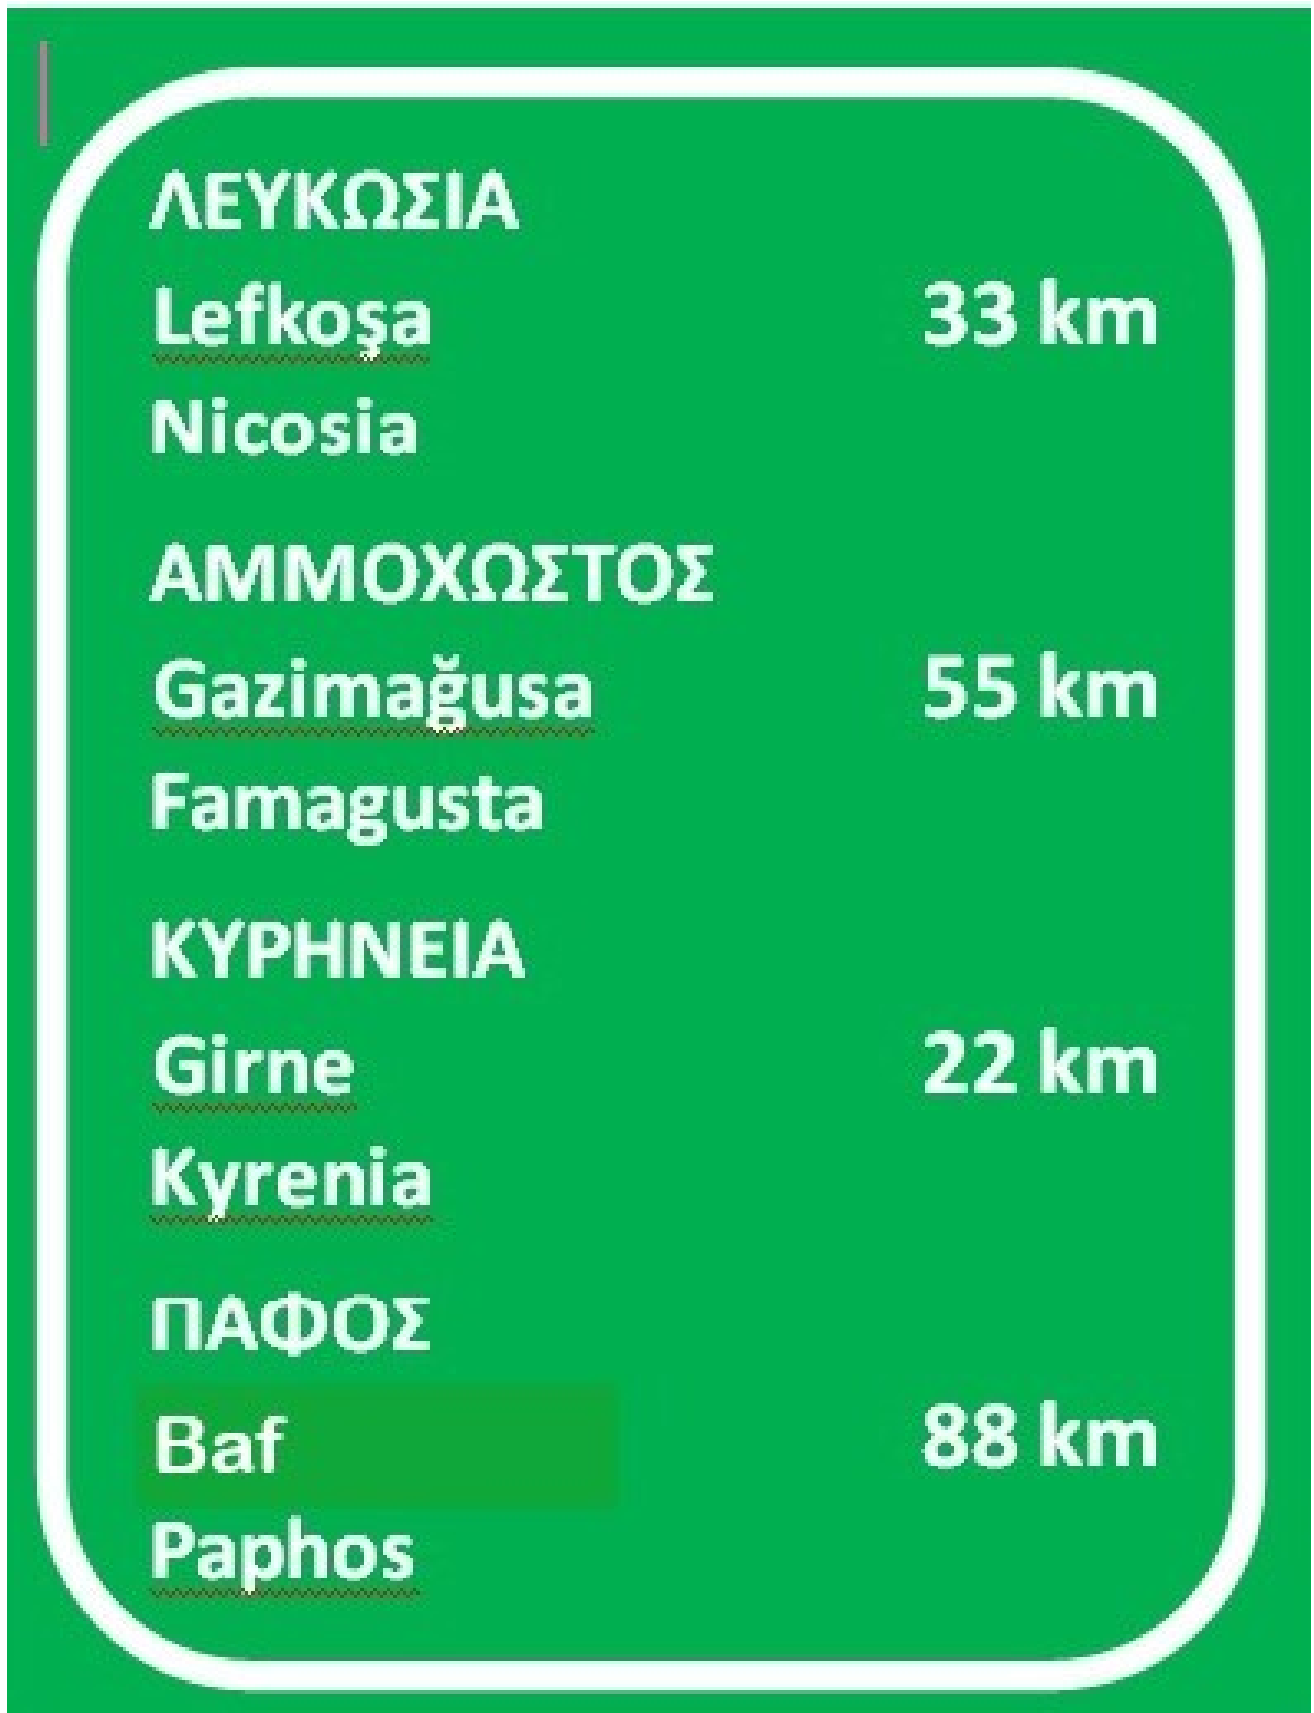 ΛΕΥΚΩΣΙΑ
Lefkoşa 33 km
Nicosia
ΑΜΜΟΧΩΣΤΟΣ
Gazimağusa 55 km
Famagusta
ΚΥΡΗΝΕΙΑ
Girne 22 km
Kyrenia
ΠΑΦΟΣ
Baf 88 km
Paphos